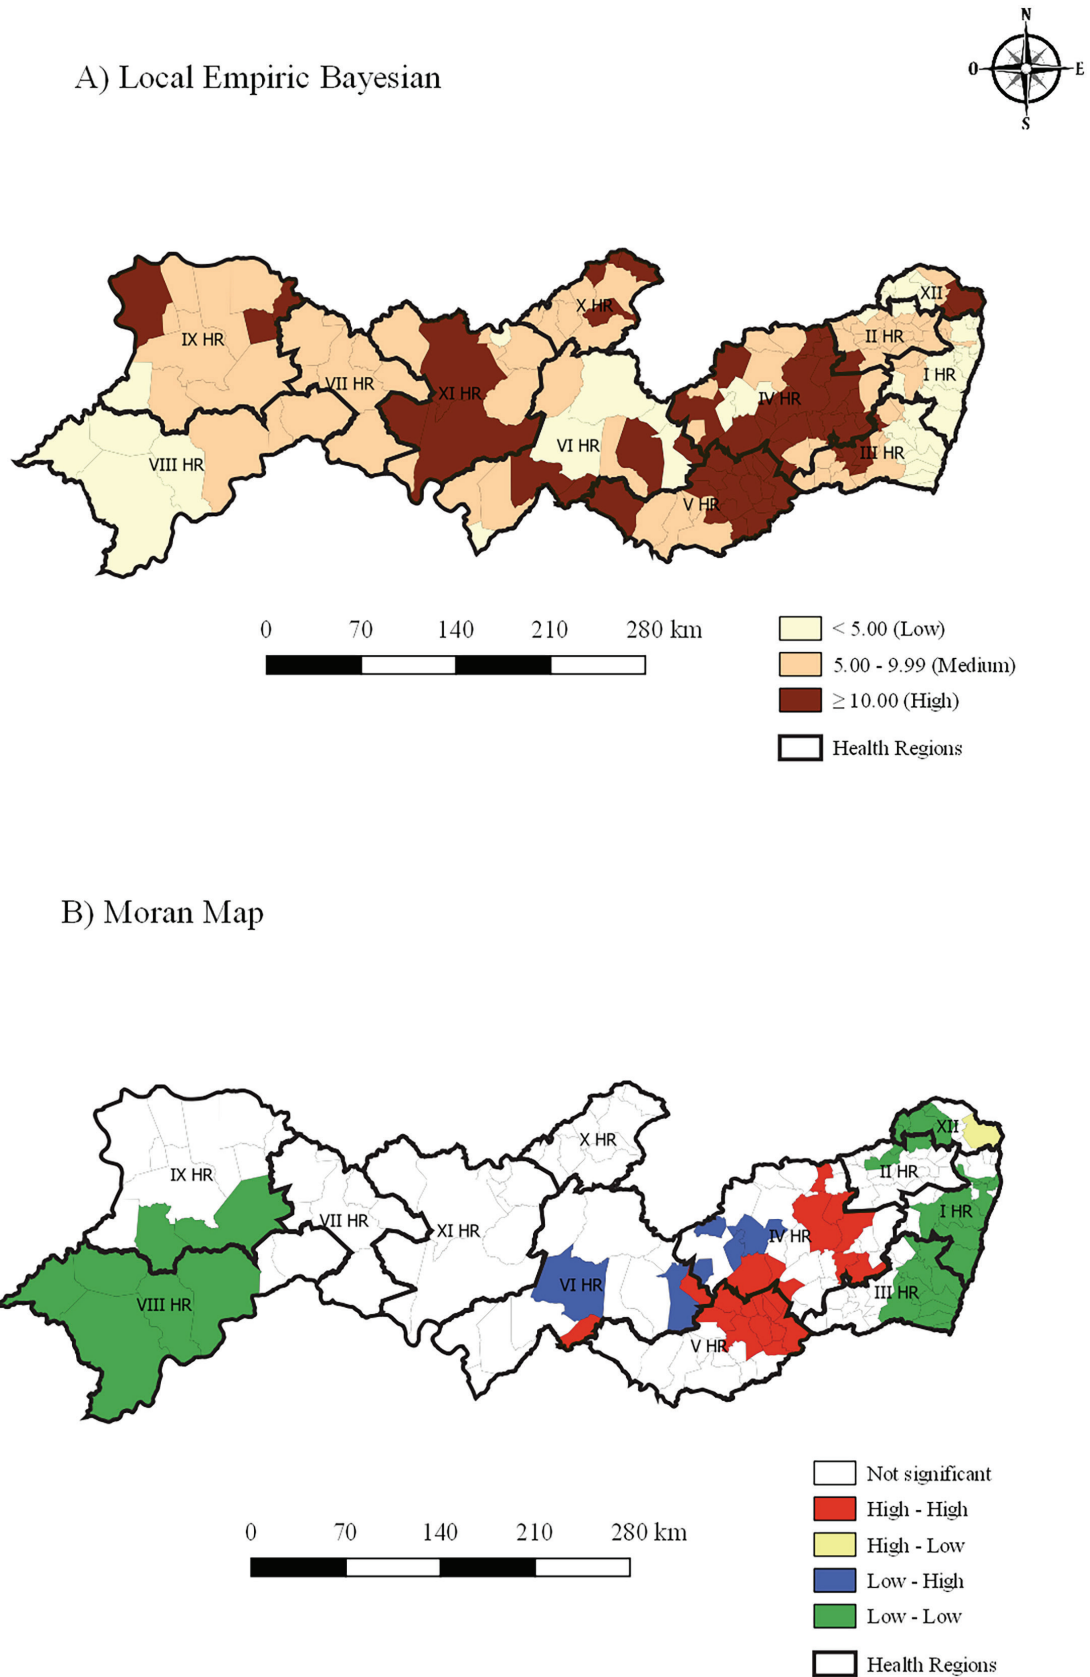 N
A) Local Empiric Bayesian
O E
S
XII
X HR
II HR
IX HR
I HR
VII HR
XI HR
IV HR
VI HR
III HR
VIII HR
V HR
0 70 140 210 280 km
< 5.00 (Low)
5.00 - 9.99 (Medium)
≥ 10.00 (High)
Health Regions
B) Moran Map
XII
X HR
II HR
IX HR
I HR
VII HR
XI HR
IV HR
VI HR
III HR
VIII HR
V HR
Not significant
High - High
0 70 140 210 280 km
High - Low
Low - High
Low - Low
Health Regions